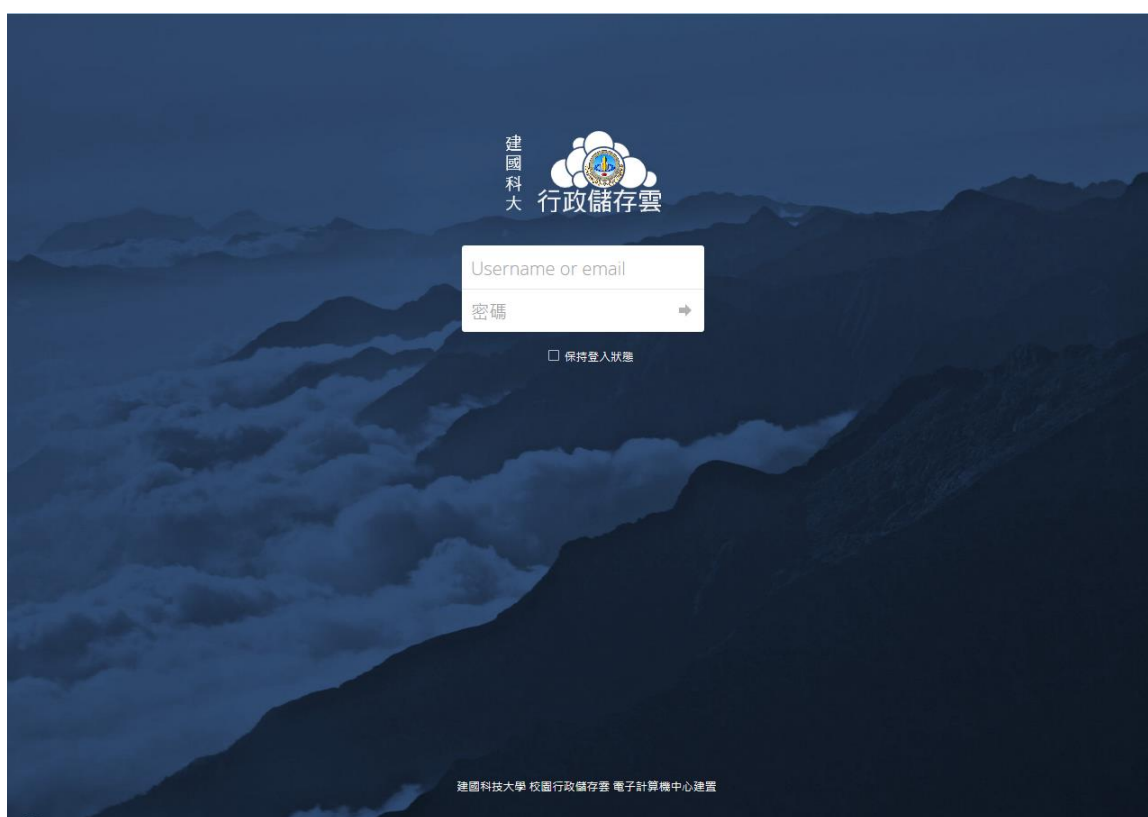 建國科大
行政儲存雲
Username or email
密碼
保持登入狀態
建國科技大學 校園行政儲存雲 電子計算機中心建置